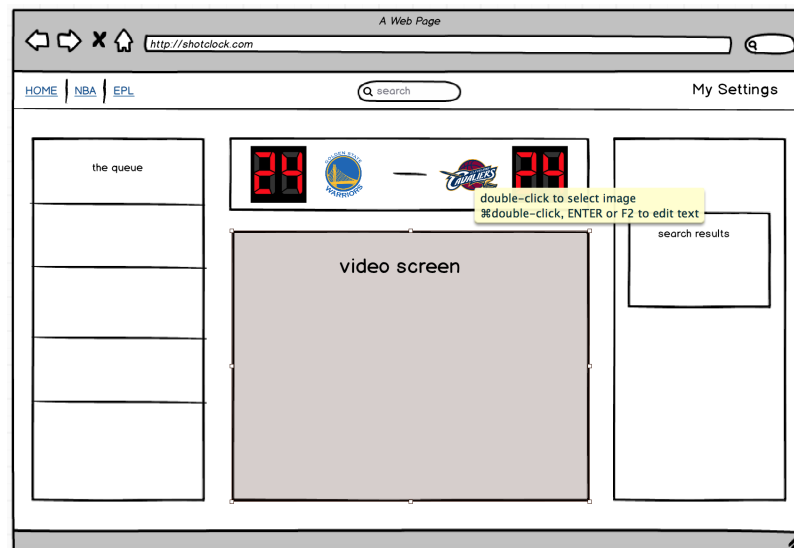 A Web Page
http://shotclock.com
HOME
NBA
EPL
search
My Settings
the queue
24
GOLDEN STATE
WARRIORS
CAVALIERS
24
double-click to select image
⌘double-click, ENTER or F2 to edit text
search results
video screen